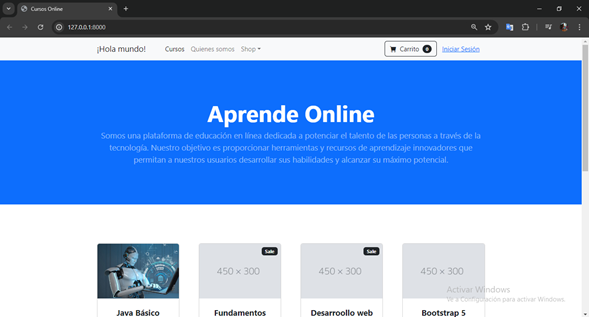 Cursos Online
127.0.0.1:8000
¡Hola mundo!
Cursos
Quienes somos
Shop
Carrito 0
Iniciar Sesión
Aprende Online
Somos una plataforma de educación en línea dedicada a potenciar el talento de las personas a través de la
tecnología. Nuestro objetivo es proporcionar herramientas y recursos de aprendizaje innovadores que
permitan a nuestros usuarios desarrollar sus habilidades y alcanzar su máximo potencial.
Sale
Sale
450 × 300
450 × 300
450 × 300
Activar Windows
Ve a Configuración para activar Windows.
Java Básico
Fundamentos
Desarroollo web
Bootstrap 5